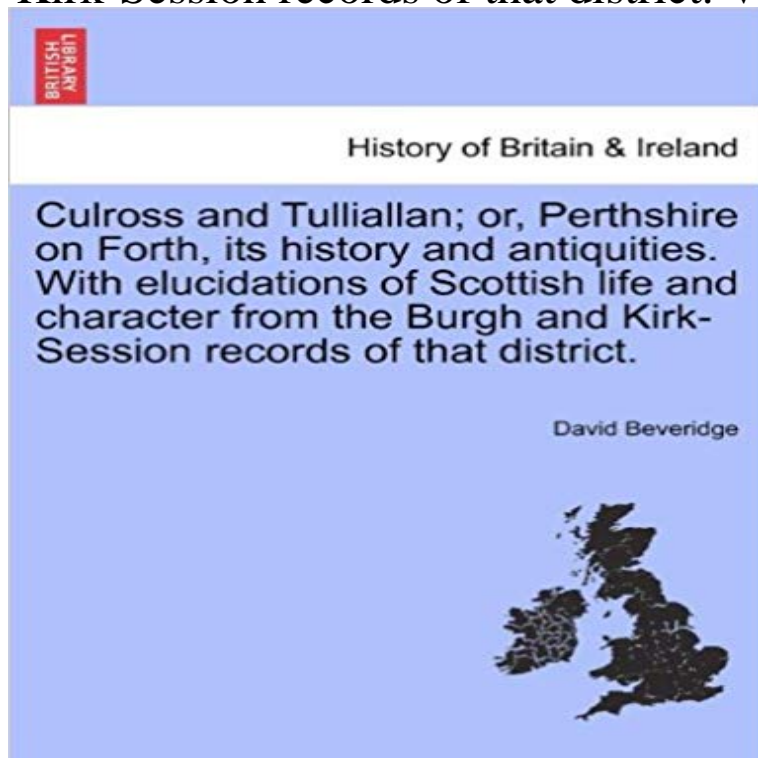 Kirk-Session records of that district. V
BRITISH
LIBRARY
History of Britain & Ireland
Culross and Tulliallan; or, Perthshire
on Forth, its history and antiquities.
With elucidations of Scottish life and
character from the Burgh and Kirk-
Session records of that district.
David Beveridge